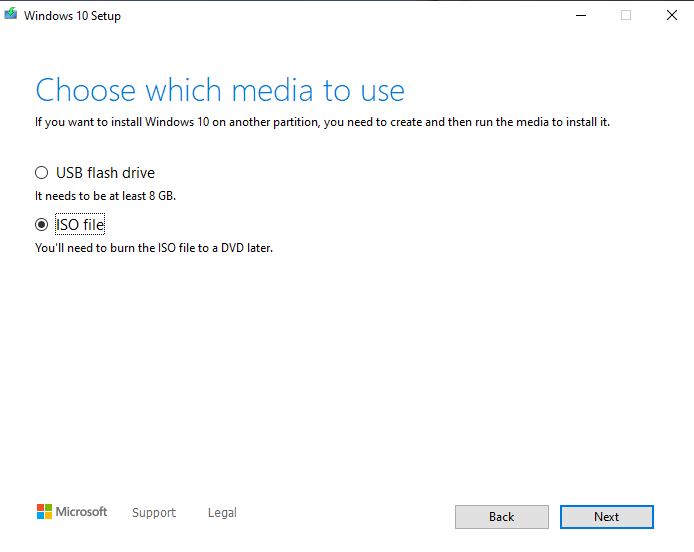 Windows 10 Setup
Choose which media to use
If you want to install Windows 10 on another partition, you need to create and then run the media to install it.
USB flash drive
It needs to be at least 8 GB.
ISO file
You'll need to burn the ISO file to a DVD later.
Microsoft Support Legal Back Next